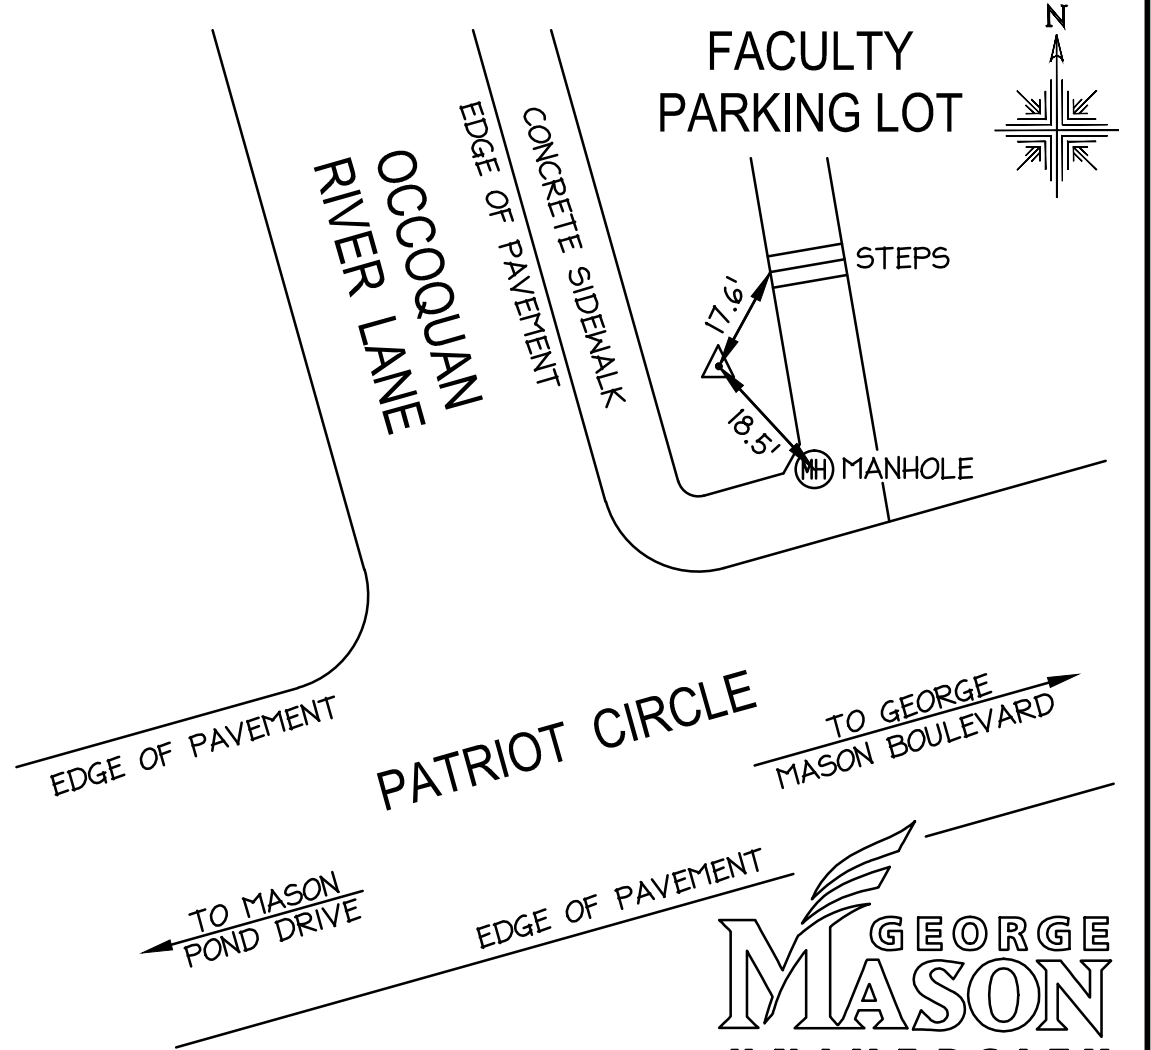 N
FACULTY
PARKING LOT
EDGE OF PAVEMENT
CONCRETE SIDEWALK
OCCOQUAN
RIVER LANE
STEPS
17.6'
18.5'
MH MANHOLE
PATRIOT CIRCLE
EDGE OF PAVEMENT
TO GEORGE
MASON BOULEVARD
TO MASON
POND DRIVE
EDGE OF PAVEMENT
GEORGE
MASON